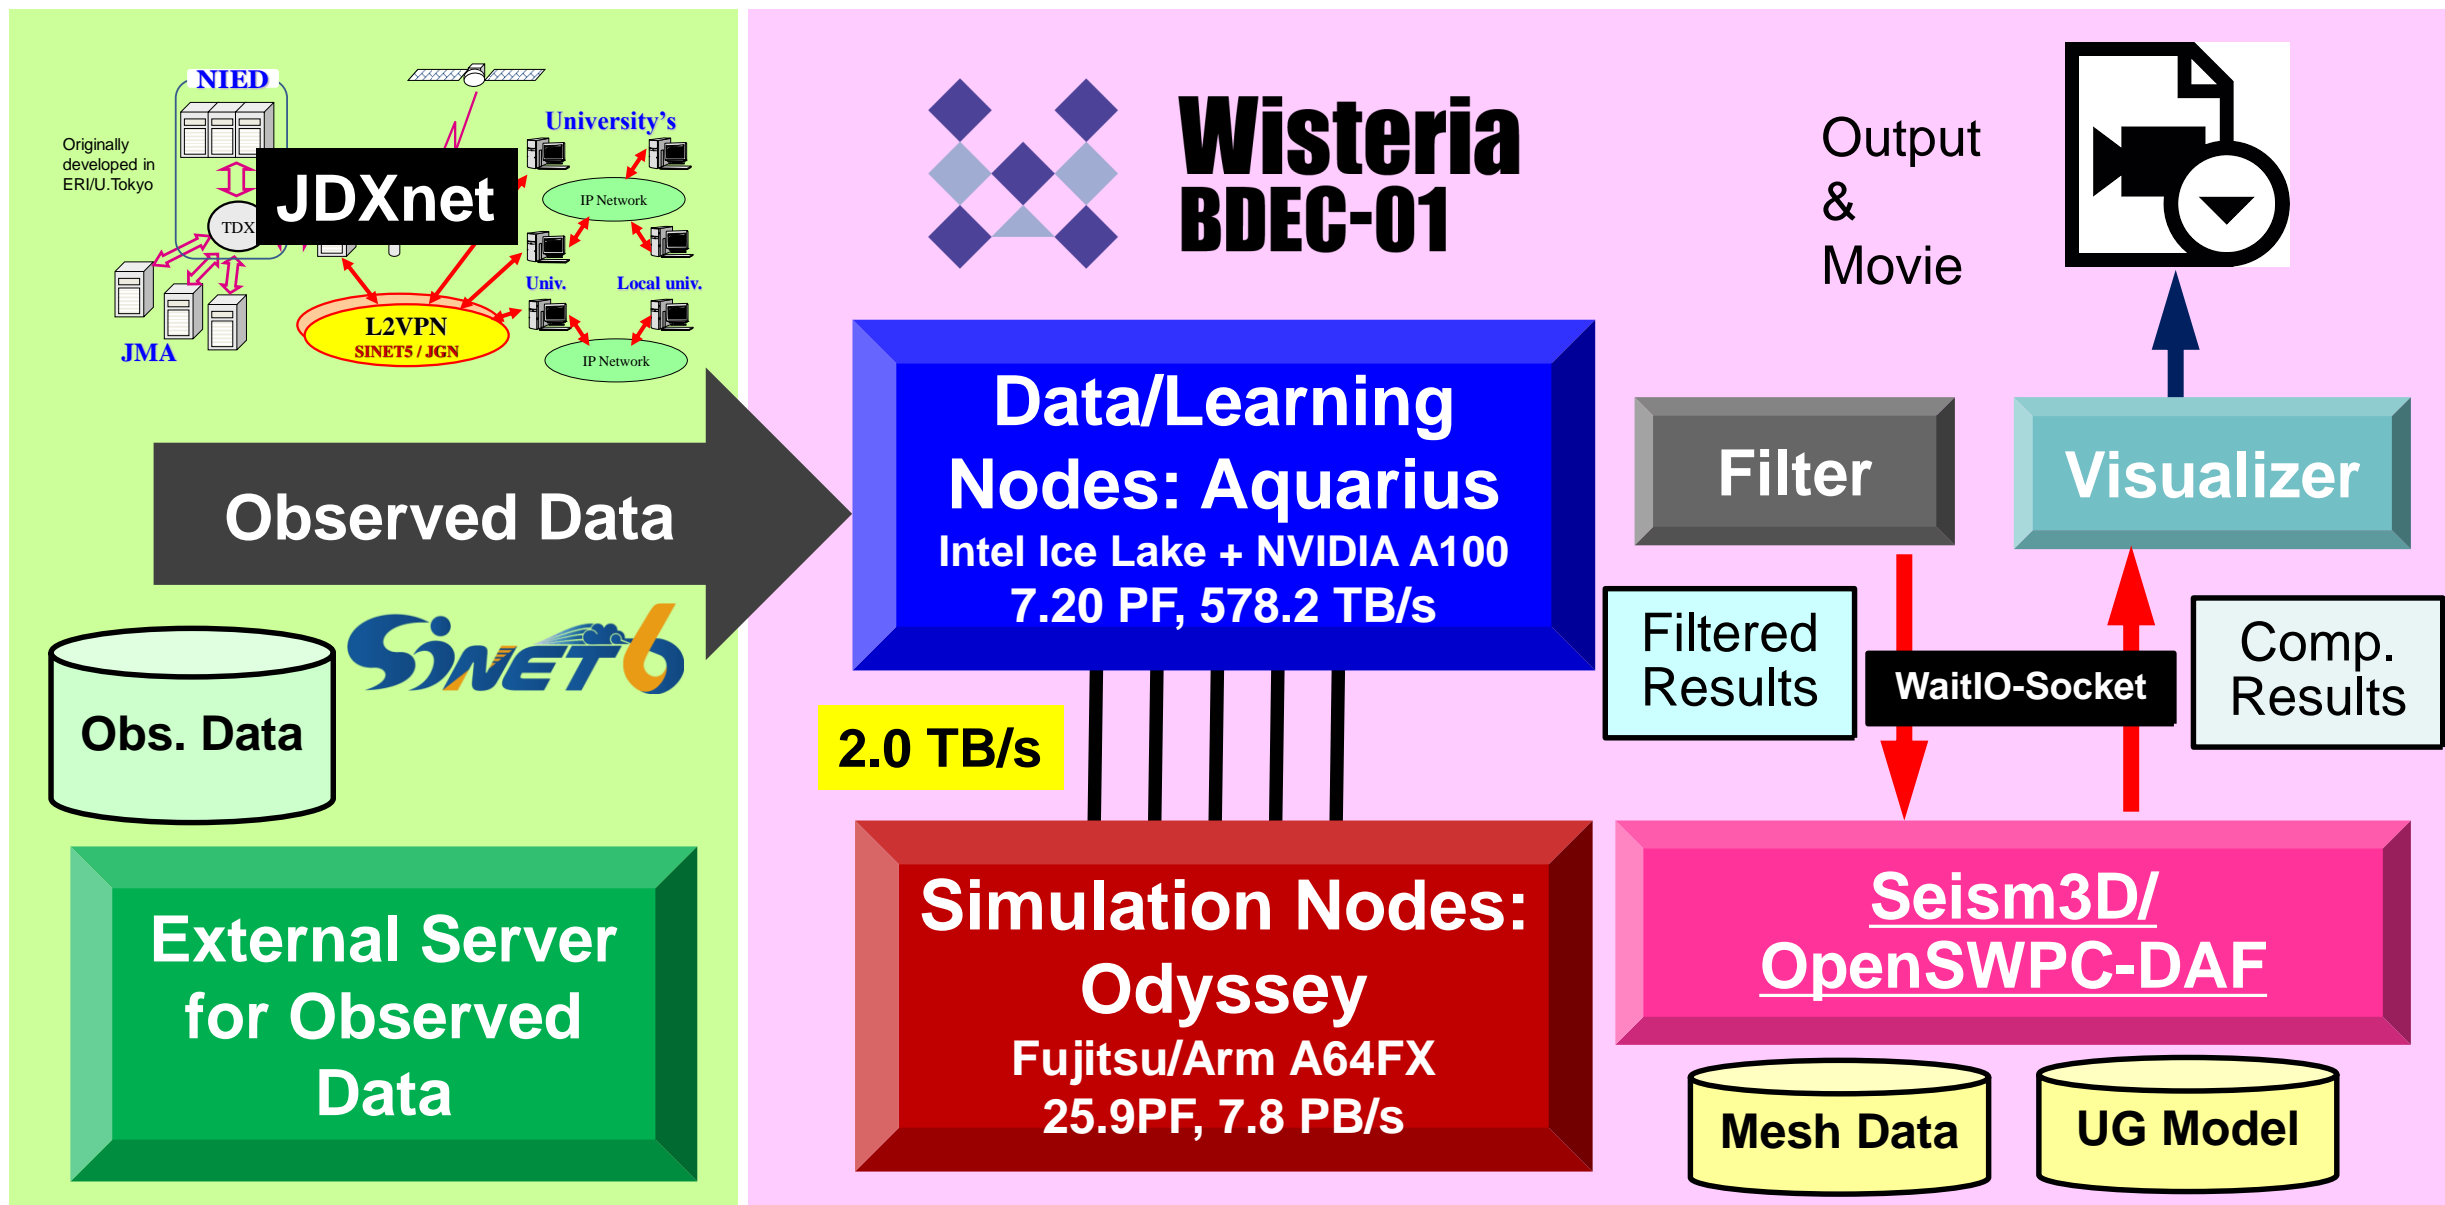 NIED
Originally
developed in
ERI/U.Tokyo
JDXnet
TDX
University's
IP Network
Univ.
Local univ.
L2VPN
SINET5 / JGN
JMA
IP Network
Observed Data
SINET6
Obs. Data
External Server
for Observed
Data
Wisteria
BDEC-01
Data/Learning
Nodes: Aquarius
Intel Ice Lake + NVIDIA A100
7.20 PF, 578.2 TB/s
2.0 TB/s
Simulation Nodes:
Odyssey
Fujitsu/Arm A64FX
25.9PF, 7.8 PB/s
Output
&
Movie
Filter
Visualizer
Filtered
Results
WaitIO-Socket
Comp.
Results
Seism3D/
OpenSWPC-DAF
Mesh Data
UG Model